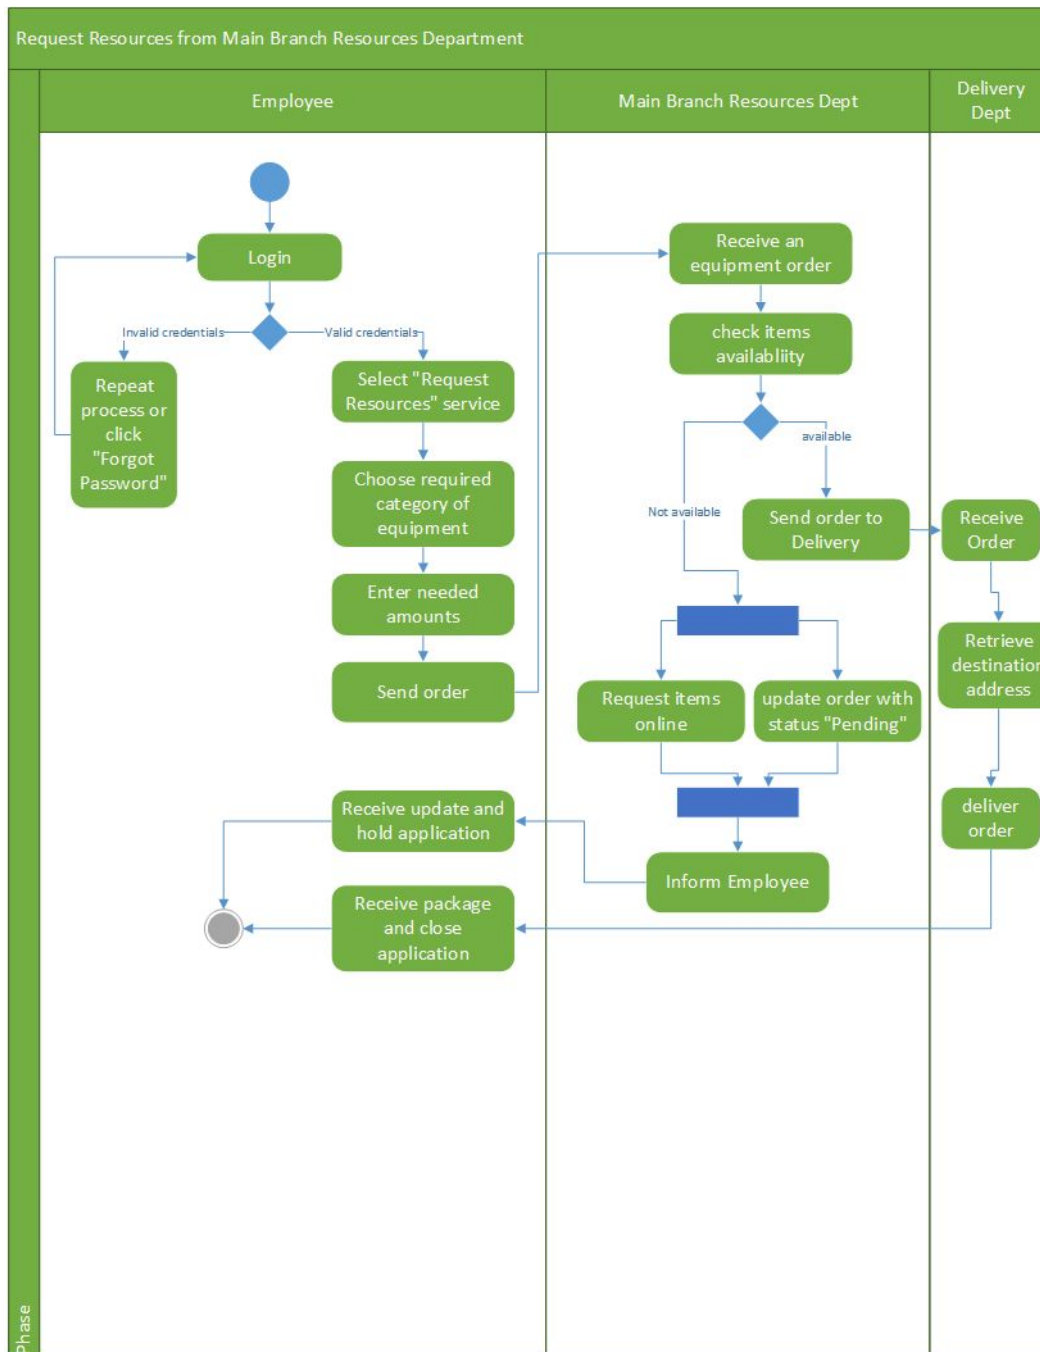 Request Resources from Main Branch Resources Department
Employee
Main Branch Resources Dept
Delivery
Dept
Login
Invalid credentials
Valid credentials
Repeat
process or
click
"Forgot
Password"
Select "Request
Resources" service
Choose required
category of
equipment
Enter needed
amounts
Send order
Receive update and
hold application
Receive package
and close
application
Receive an
equipment order
check items
availabliity
available
Not available
Send order to
Delivery
Request items
online
update order with
status "Pending"
Inform Employee
Receive
Order
Retrieve
destination
address
deliver
order
Phase